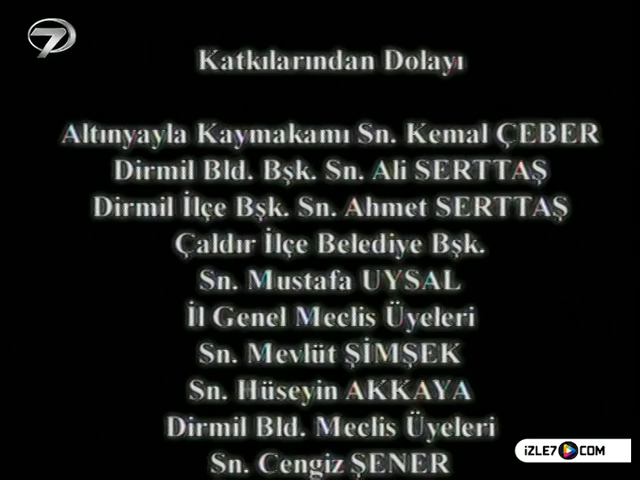 7
Katkılarından Dolayı
Altınyayla Kaymakamı Sn. Kemal ÇEBER
Dirmil Bld. Bşk. Sn. Ali SERTTAŞ
Dirmil İlçe Bşk. Sn. Ahmet SERTTAŞ
Çaldır İlçe Belediye Bşk.
Sn. Mustafa UYSAL
İl Genel Meclis Üyeleri
Sn. Mevlüt ŞİMŞEK
Sn. Hüseyin AKKAYA
Dirmil Bld. Meclis Üyeleri
Sn. Cengiz ŞENER
iZLE7 COM